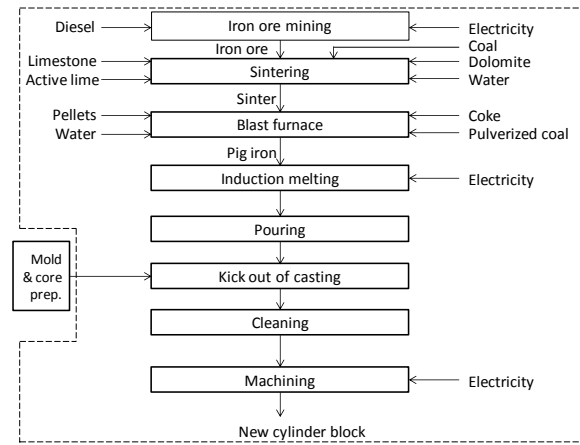 Diesel
Iron ore mining
Electricity
Iron ore
Coal
Limestone
Dolomite
Active lime
Sintering
Water
Sinter
Pellets
Coke
Water
Blast furnace
Pulverized coal
Pig iron
Induction melting
Electricity
Pouring
Mold
& core
prep.
Kick out of casting
Cleaning
Machining
Electricity
New cylinder block